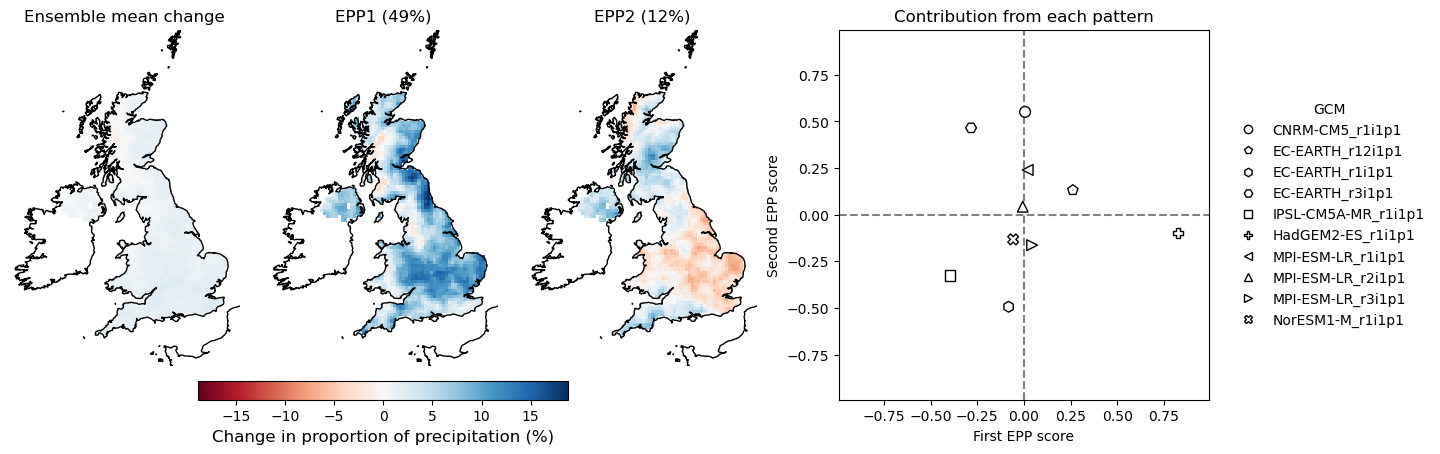 Ensemble mean change
EPP1 (49%)
EPP2 (12%)
Contribution from each pattern
−15 −10 −5 0 5 10 15
Change in proportion of precipitation (%)
Second EPP score
0.75
0.50
0.25
0.00
−0.25
−0.50
−0.75
−0.75 −0.50 −0.25 0.00 0.25 0.50 0.75
First EPP score
GCM
CNRM-CM5_r1i1p1
EC-EARTH_r12i1p1
EC-EARTH_r1i1p1
EC-EARTH_r3i1p1
IPSL-CM5A-MR_r1i1p1
HadGEM2-ES_r1i1p1
MPI-ESM-LR_r1i1p1
MPI-ESM-LR_r2i1p1
MPI-ESM-LR_r3i1p1
NorESM1-M_r1i1p1